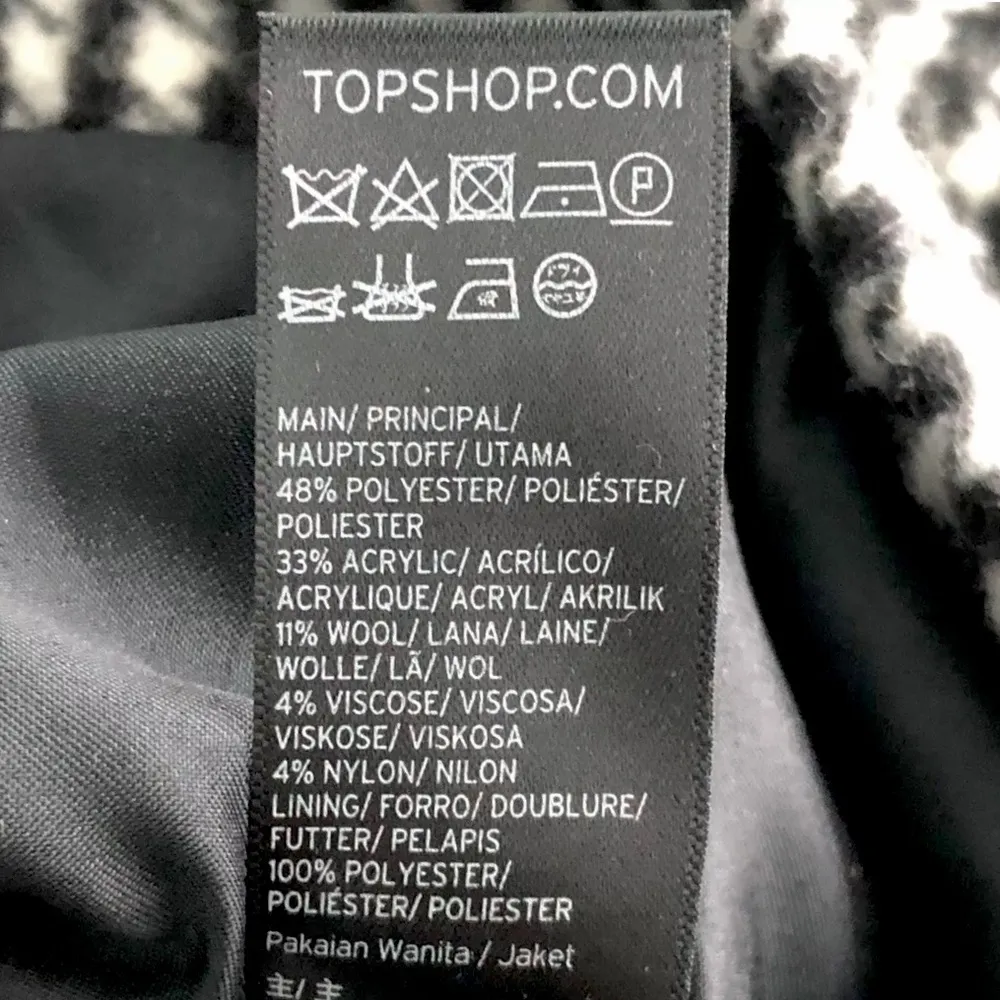 TOPSHOP.COM
P
MAIN/ PRINCIPAL/
HAUPTSTOFF/ UTAMA
48% POLYESTER/ POLIÉSTER/
POLIESTER
33% ACRYLIC/ ACRÍLICO/
ACRYLIQUE/ ACRYL/ AKRILIK
11% WOOL/ LANA/ LAINE/
WOLLE/ LÃ/ WOL
4% VISCOSE/ VISCOSA/
VISKOSE/ VISKOSA
4% NYLON/ NILON
LINING/ FORRO/ DOUBLURE/
FUTTER/ PELAPIS
100% POLYESTER/
POLIÉSTER/ POLIESTER
Pakaian Wanita / Jaket
主/ 主